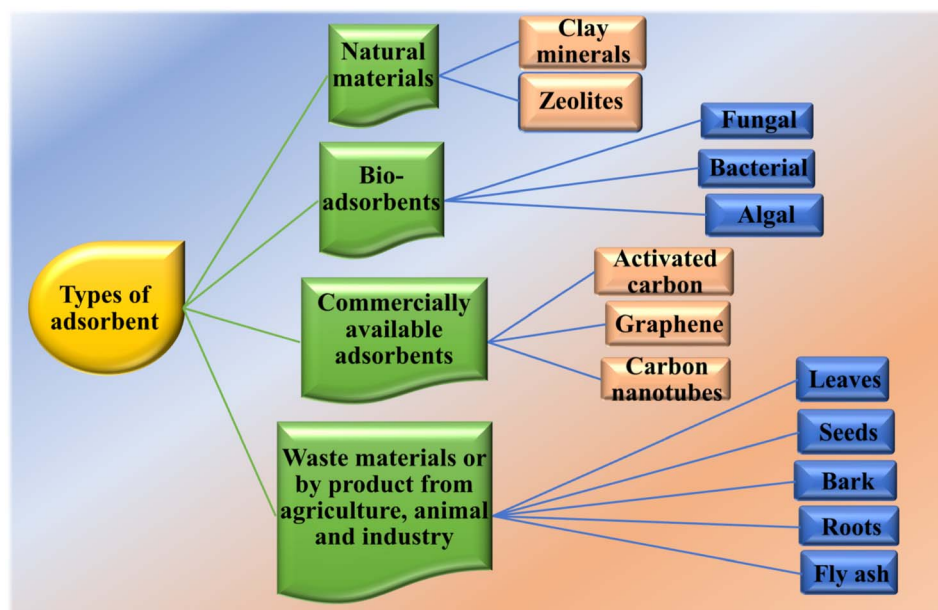 Types of
adsorbent
Natural
materials
Clay
minerals
Zeolites
Bio-
adsorbents
Fungal
Bacterial
Algal
Commercially
available
adsorbents
Activated
carbon
Graphene
Carbon
nanotubes
Waste materials or
by product from
agriculture, animal
and industry
Leaves
Seeds
Bark
Roots
Fly ash